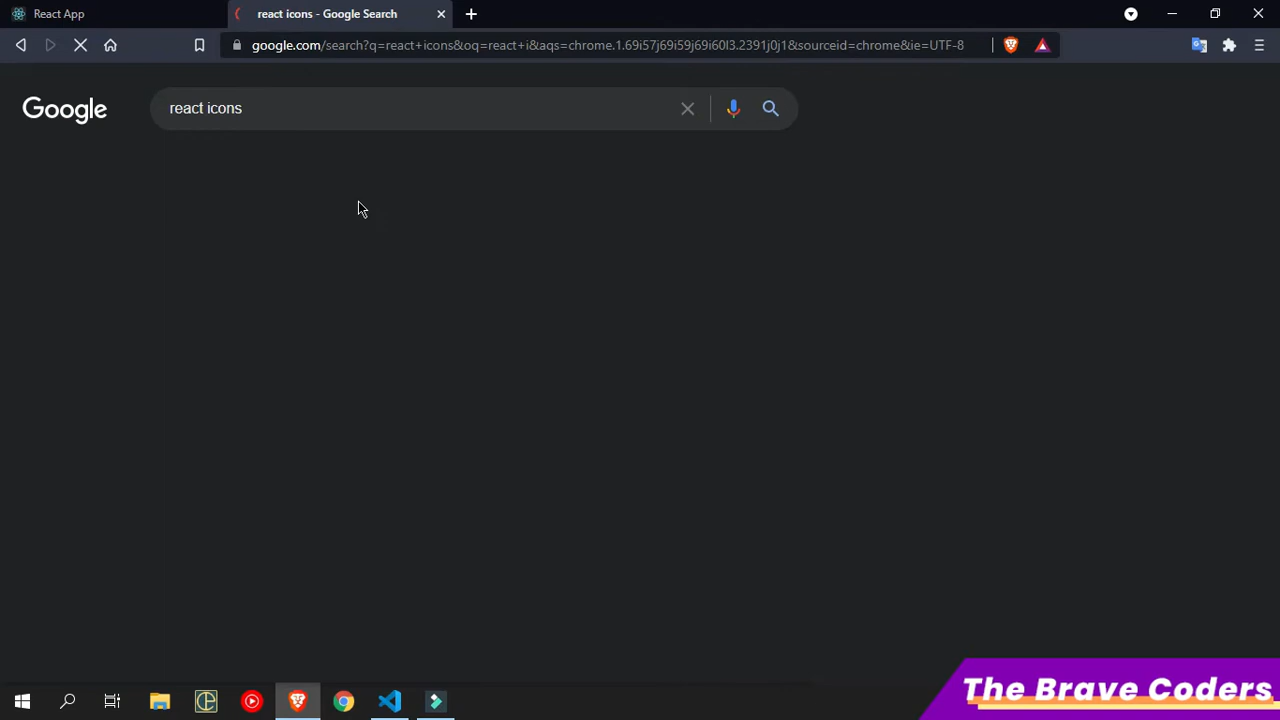 React App
react icons - Google Search
google.com/search?q=react+icons&oq=react+i&aqs=chrome.1.69i57j69i59j69i60l3.2391j0j1&sourceid=chrome&ie=UTF-8
Google
react icons
The Brave Coders